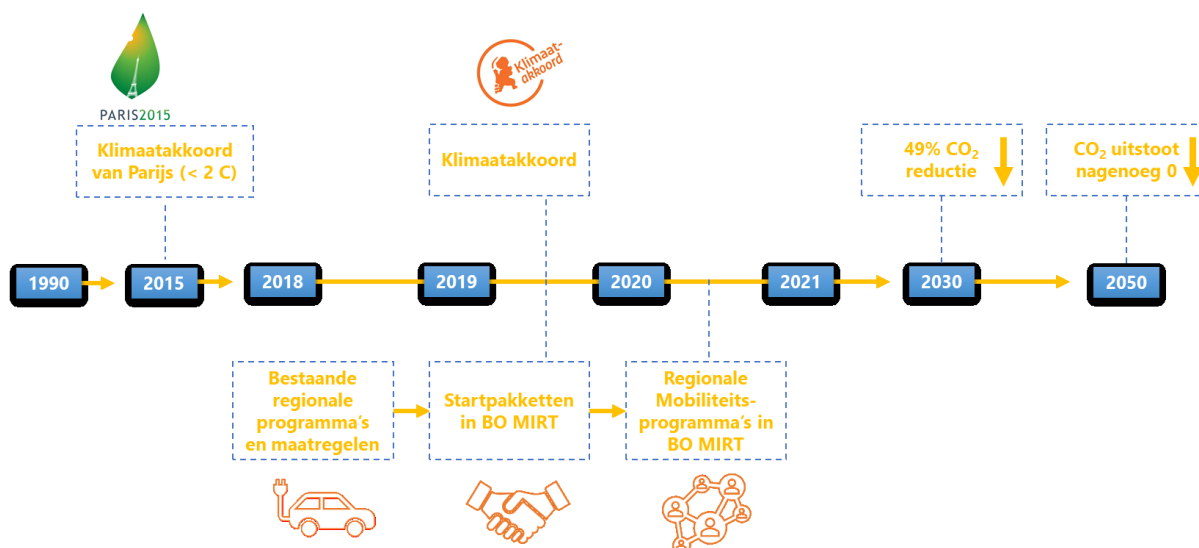 PARIS2015
Klimaat-
akkoord
Klimaatakkoord
van Parijs (< 2 C)
Klimaatakkoord
49% CO₂
reductie
CO₂ uitstoot
nagenoeg 0
1990
2015
2018
2019
2020
2021
2030
2050
Bestaande
regionale
programma's
en maatregelen
Startpakketten
in BO MIRT
Regionale
Mobiliteits-
programma's in
BO MIRT